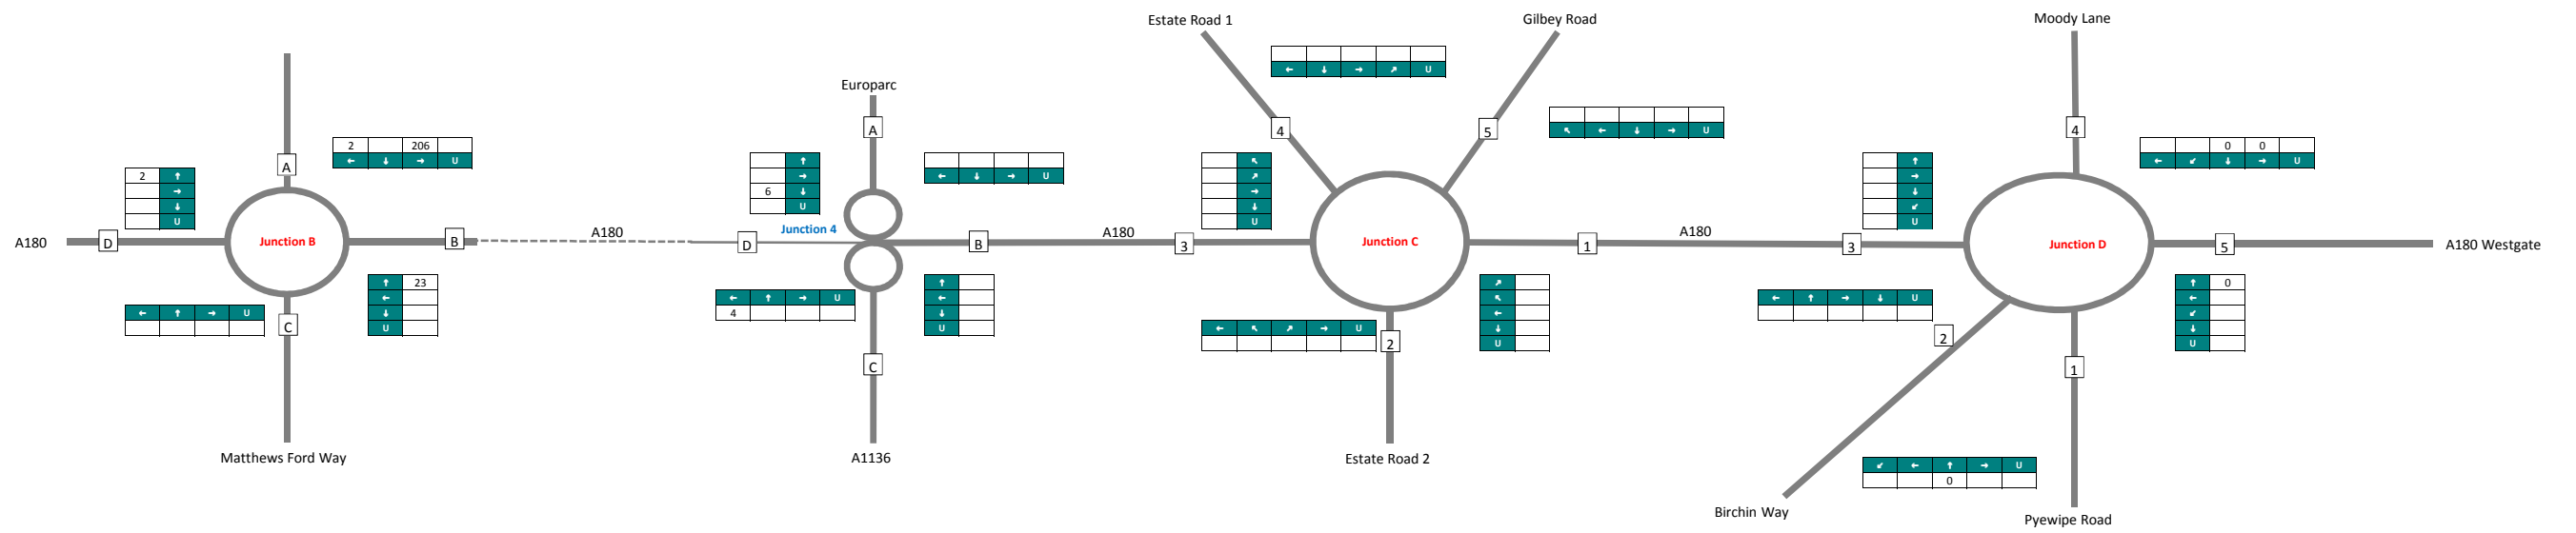 Estate Road 1
Gilbey Road
Moody Lane
← ↓ → ↗ U
Europarc
↖ ← ↓ → U
4
5
4
A
2 206
← ↓ → U
0 0
← ↙ ↓ → U
A
2 ↑
→
↓
U
↑
→
6 ↓
U
← ↓ → U
↖
↗
→
↓
U
↑
→
↓
↙
U
A180
D
Junction B
B
A180
D
Junction 4
B
A180
3
Junction C
1
A180
3
Junction D
5
A180 Westgate
← ↑ → U
C
↑ 23
←
↓
U
← ↑ → U
4
↑
←
↓
U
← ↖ ↗ → U
2
↗
↖
←
↓
U
← ↑ → ↓ U
2
↑ 0
←
↙
↓
U
C
1
Matthews Ford Way
A1136
Estate Road 2
↙ ← ↑ → U
0
Birchin Way
Pyewipe Road